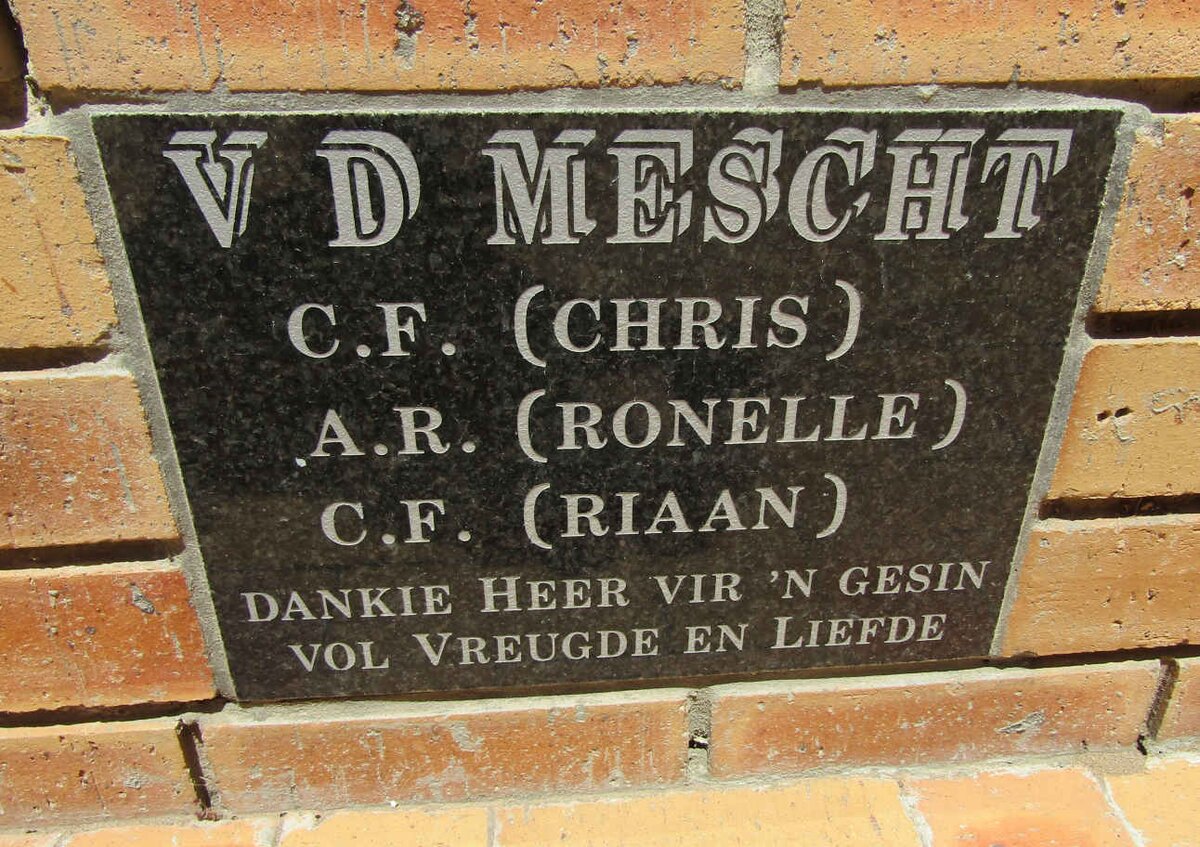 V D MESCHT
C.F. (CHRIS)
A.R. (RONELLE)
C.F. (RIAAN)
DANKIE HEER VIR 'N GESIN
VOL VREUGDE EN LIEFDE